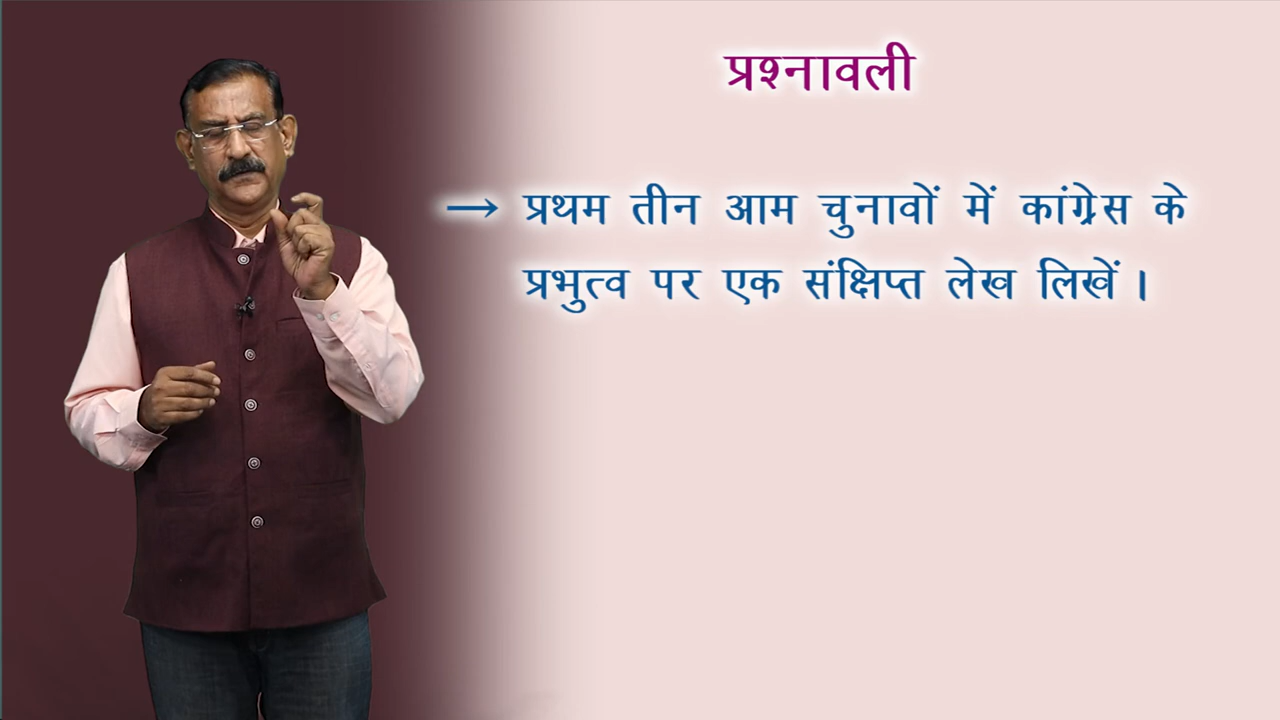 प्रश्नावली
→ प्रथम तीन आम चुनावों में कांग्रेस के
प्रभुत्व पर एक संक्षिप्त लेख लिखें।